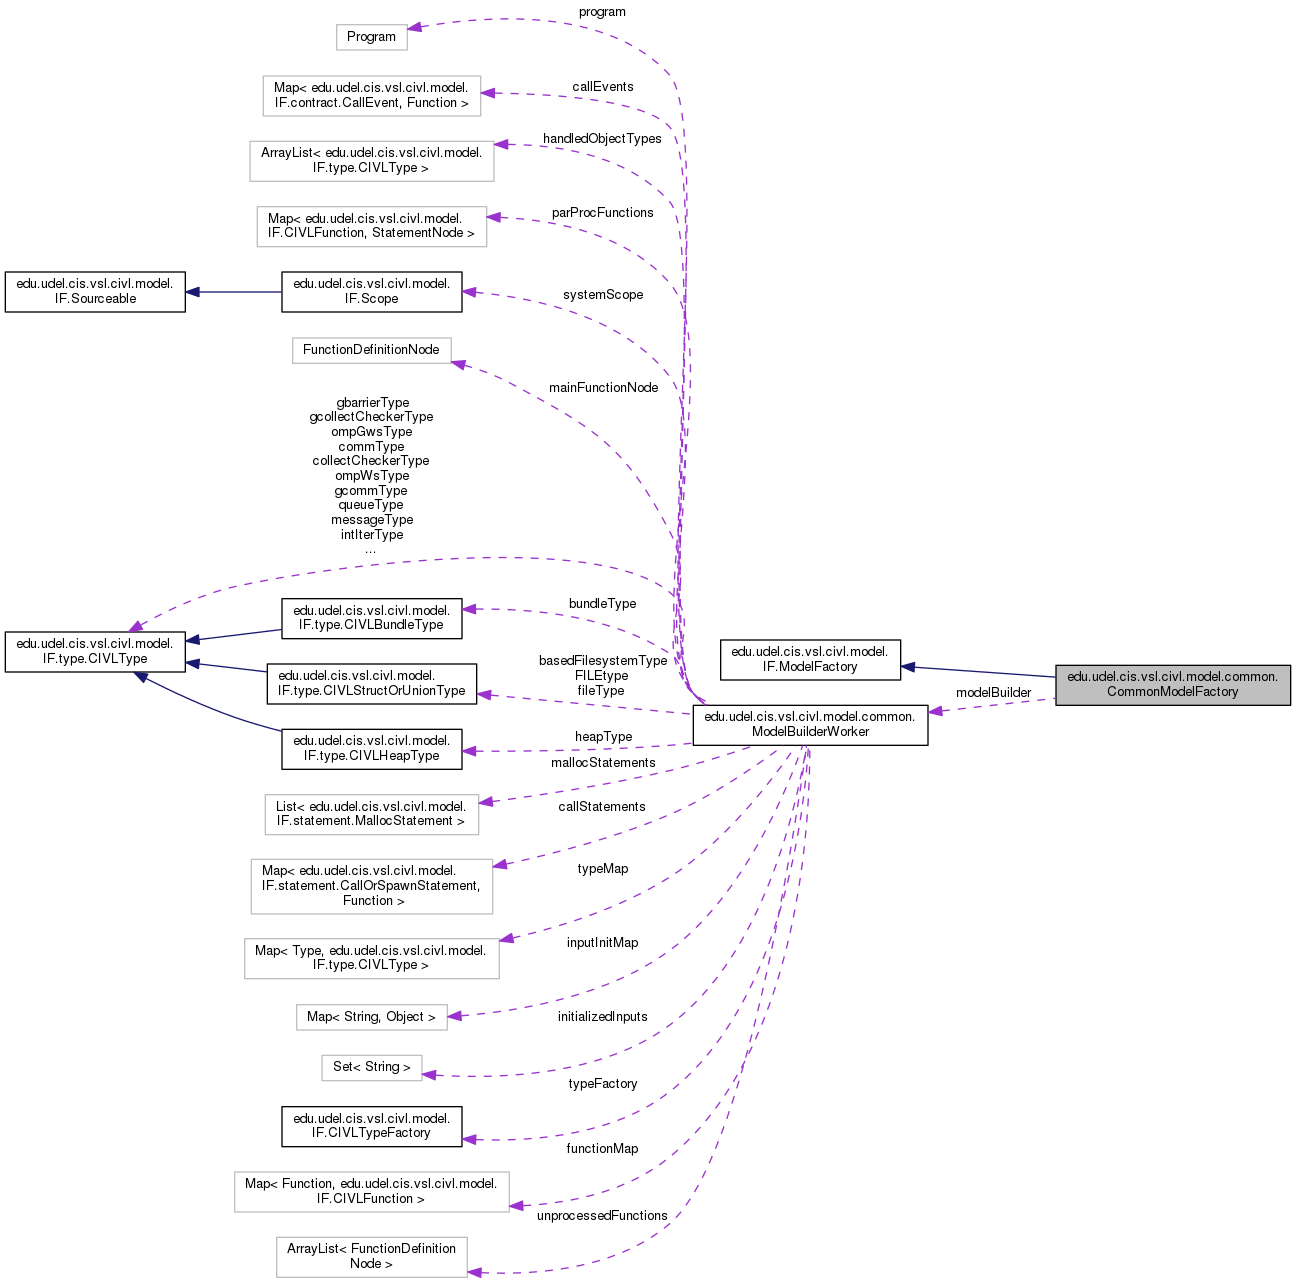 program
Program
callEvents
Map< edu.udel.cis.vsl.civl.model.
IF.contract.CallEvent, Function >
handledObjectTypes
ArrayList< edu.udel.cis.vsl.civl.model.
IF.type.CIVLType >
parProcFunctions
Map< edu.udel.cis.vsl.civl.model.
IF.CIVLFunction, StatementNode >
edu.udel.cis.vsl.civl.model.
IF.Sourceable
edu.udel.cis.vsl.civl.model.
IF.Scope
systemScope
FunctionDefinitionNode
mainFunctionNode
gbarrierType
gcollectCheckerType
ompGwsType
commType
collectCheckerType
ompWsType
gcommType
queueType
messageType
intIterType
...
edu.udel.cis.vsl.civl.model.
IF.type.CIVLType
edu.udel.cis.vsl.civl.model.
IF.type.CIVLBundleType
bundleType
edu.udel.cis.vsl.civl.model.
IF.type.CIVLStructOrUnionType
basedFilesystemType
FILEtype
fileType
edu.udel.cis.vsl.civl.model.
IF.type.CIVLHeapType
heapType
edu.udel.cis.vsl.civl.model.
IF.ModelFactory
edu.udel.cis.vsl.civl.model.common.
CommonModelFactory
modelBuilder
edu.udel.cis.vsl.civl.model.common.
ModelBuilderWorker
mallocStatements
List< edu.udel.cis.vsl.civl.model.
IF.statement.MallocStatement >
callStatements
Map< edu.udel.cis.vsl.civl.model.
IF.statement.CallOrSpawnStatement,
Function >
typeMap
Map< Type, edu.udel.cis.vsl.civl.model.
IF.type.CIVLType >
inputInitMap
Map< String, Object >
initializedInputs
Set< String >
typeFactory
edu.udel.cis.vsl.civl.model.
IF.CIVLTypeFactory
functionMap
Map< Function, edu.udel.cis.vsl.civl.model.
IF.CIVLFunction >
unprocessedFunctions
ArrayList< FunctionDefinition
Node >